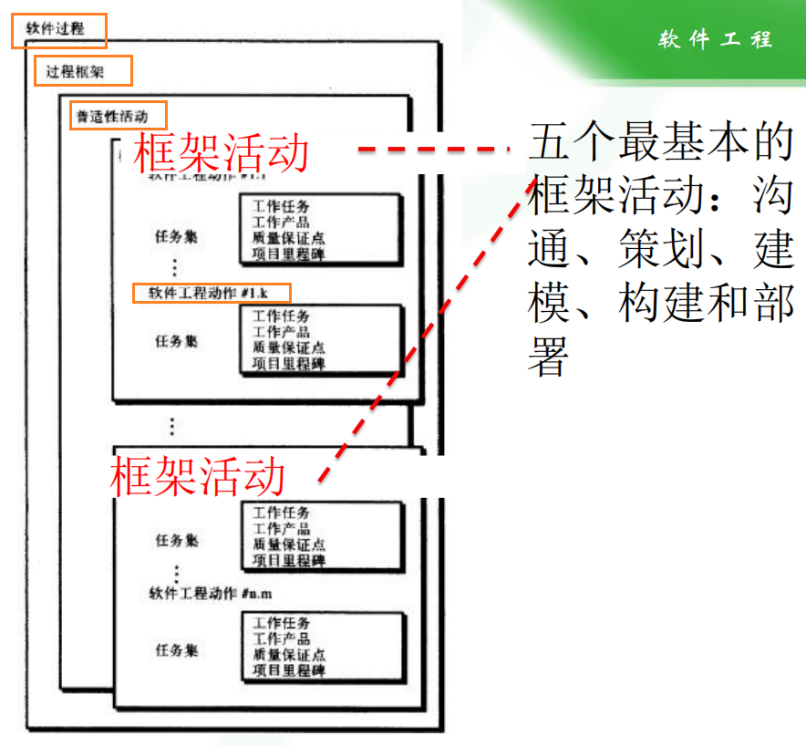 软件过程
软件工程
过程框架
普适性活动
框架活动
五个最基本的
框架活动：沟
通、策划、建
模、构建和部
署
工作任务
工作产品
质量保证点
项目里程碑
任务集
⋮
软件工程动作 #1.k
工作任务
工作产品
质量保证点
项目里程碑
任务集
⋮
框架活动
工作任务
工作产品
质量保证点
项目里程碑
任务集
⋮
软件工程动作 #n.m
工作任务
工作产品
质量保证点
项目里程碑
任务集